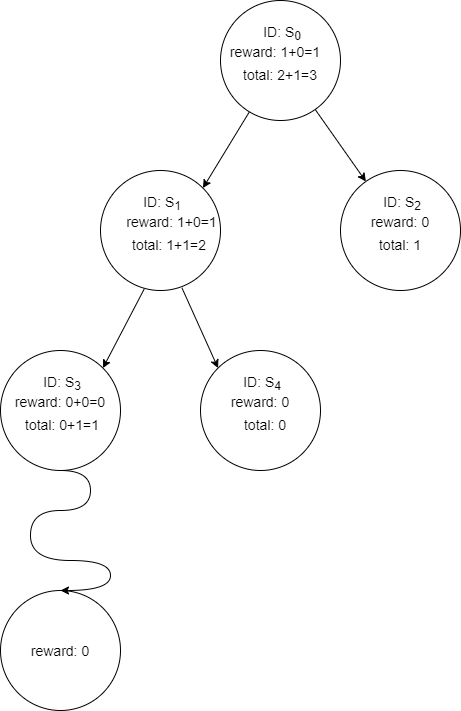 ID: S₀
reward: 1+0=1
total: 2+1=3
ID: S₁
reward: 1+0=1
total: 1+1=2
ID: S₂
reward: 0
total: 1
ID: S₃
reward: 0+0=0
total: 0+1=1
ID: S₄
reward: 0
total: 0
reward: 0